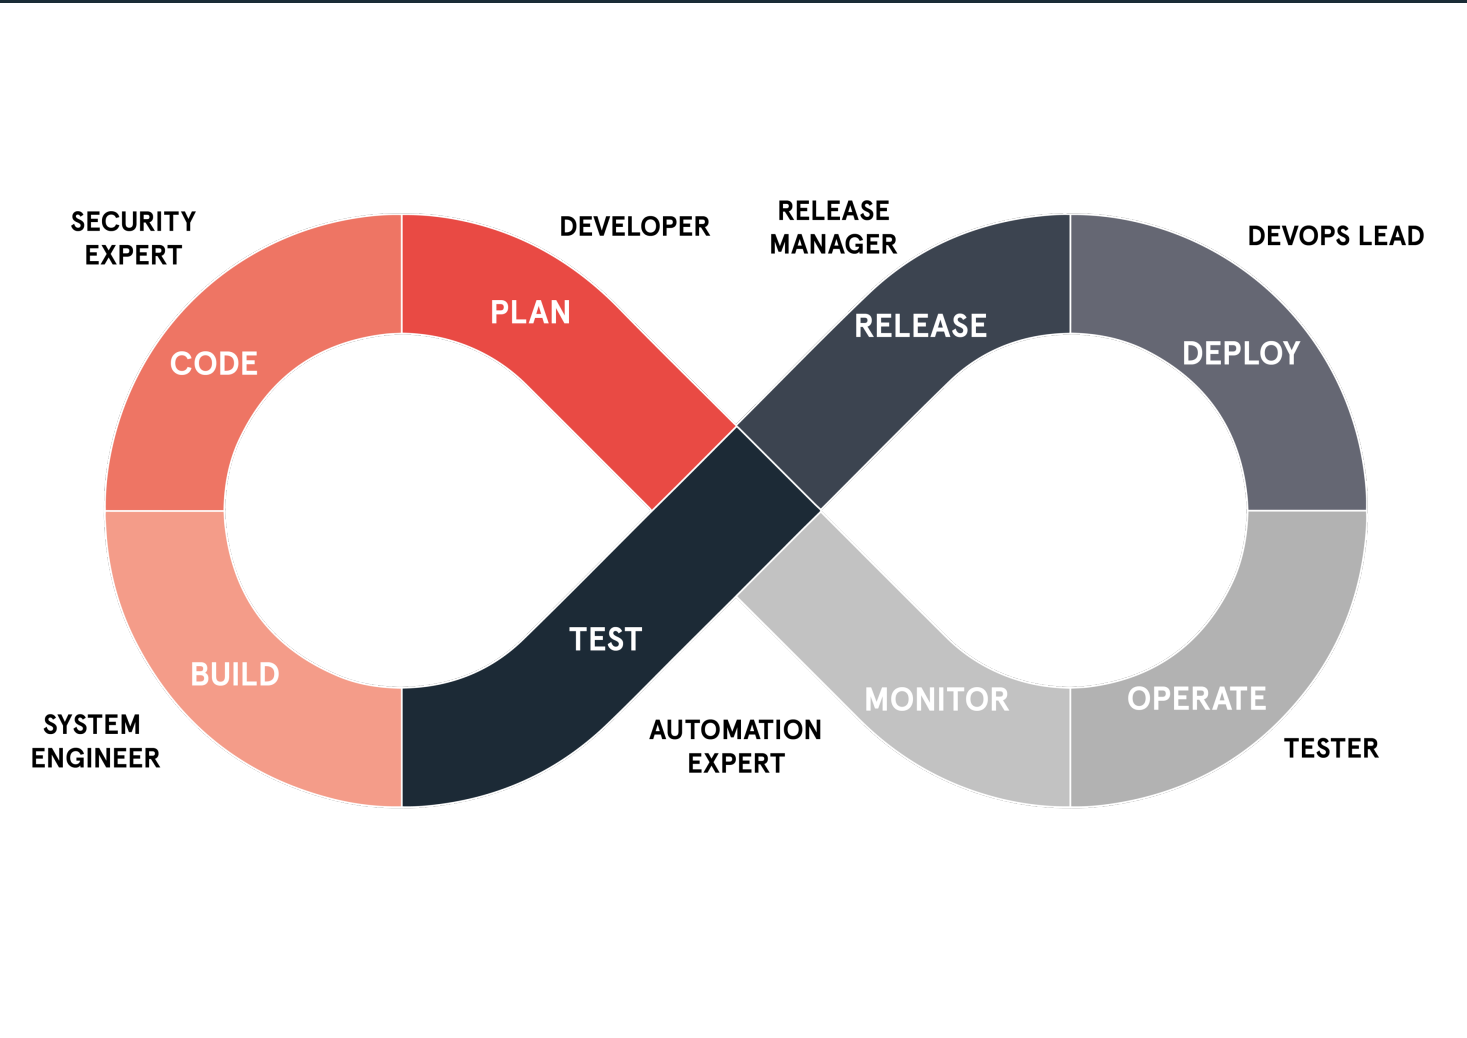 SECURITY
EXPERT
DEVELOPER
RELEASE
MANAGER
DEVOPS LEAD
PLAN
RELEASE
CODE
DEPLOY
TEST
BUILD
MONITOR
OPERATE
SYSTEM
ENGINEER
AUTOMATION
EXPERT
TESTER